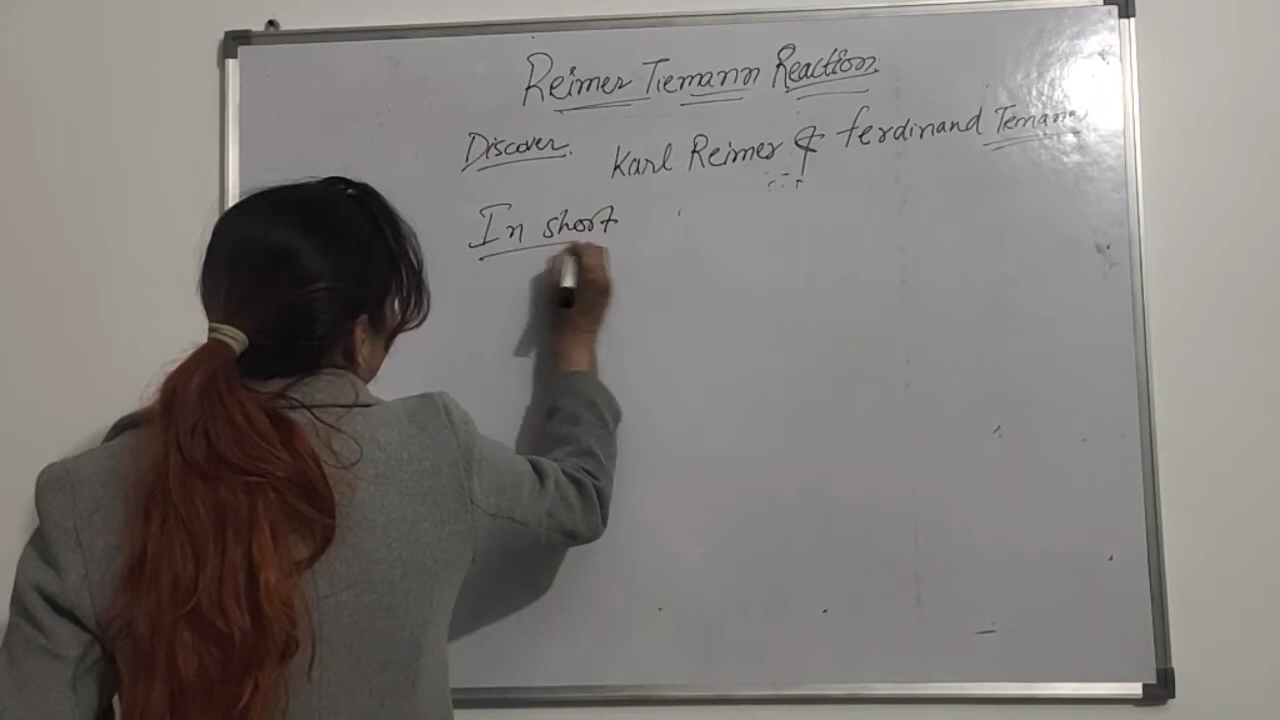 Reimer Tiemann Reaction
Discover. Karl Reimer & ferdinand Temann
In short